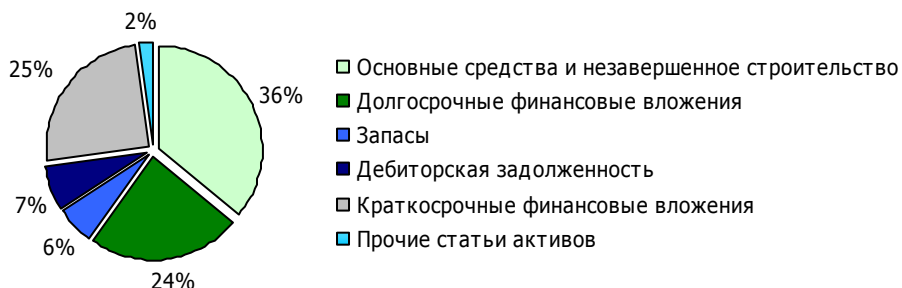 2%
25%
36%
7%
6%
24%
Основные средства и незавершенное строительство
Долгосрочные финансовые вложения
Запасы
Дебиторская задолженность
Краткосрочные финансовые вложения
Прочие статьи активов